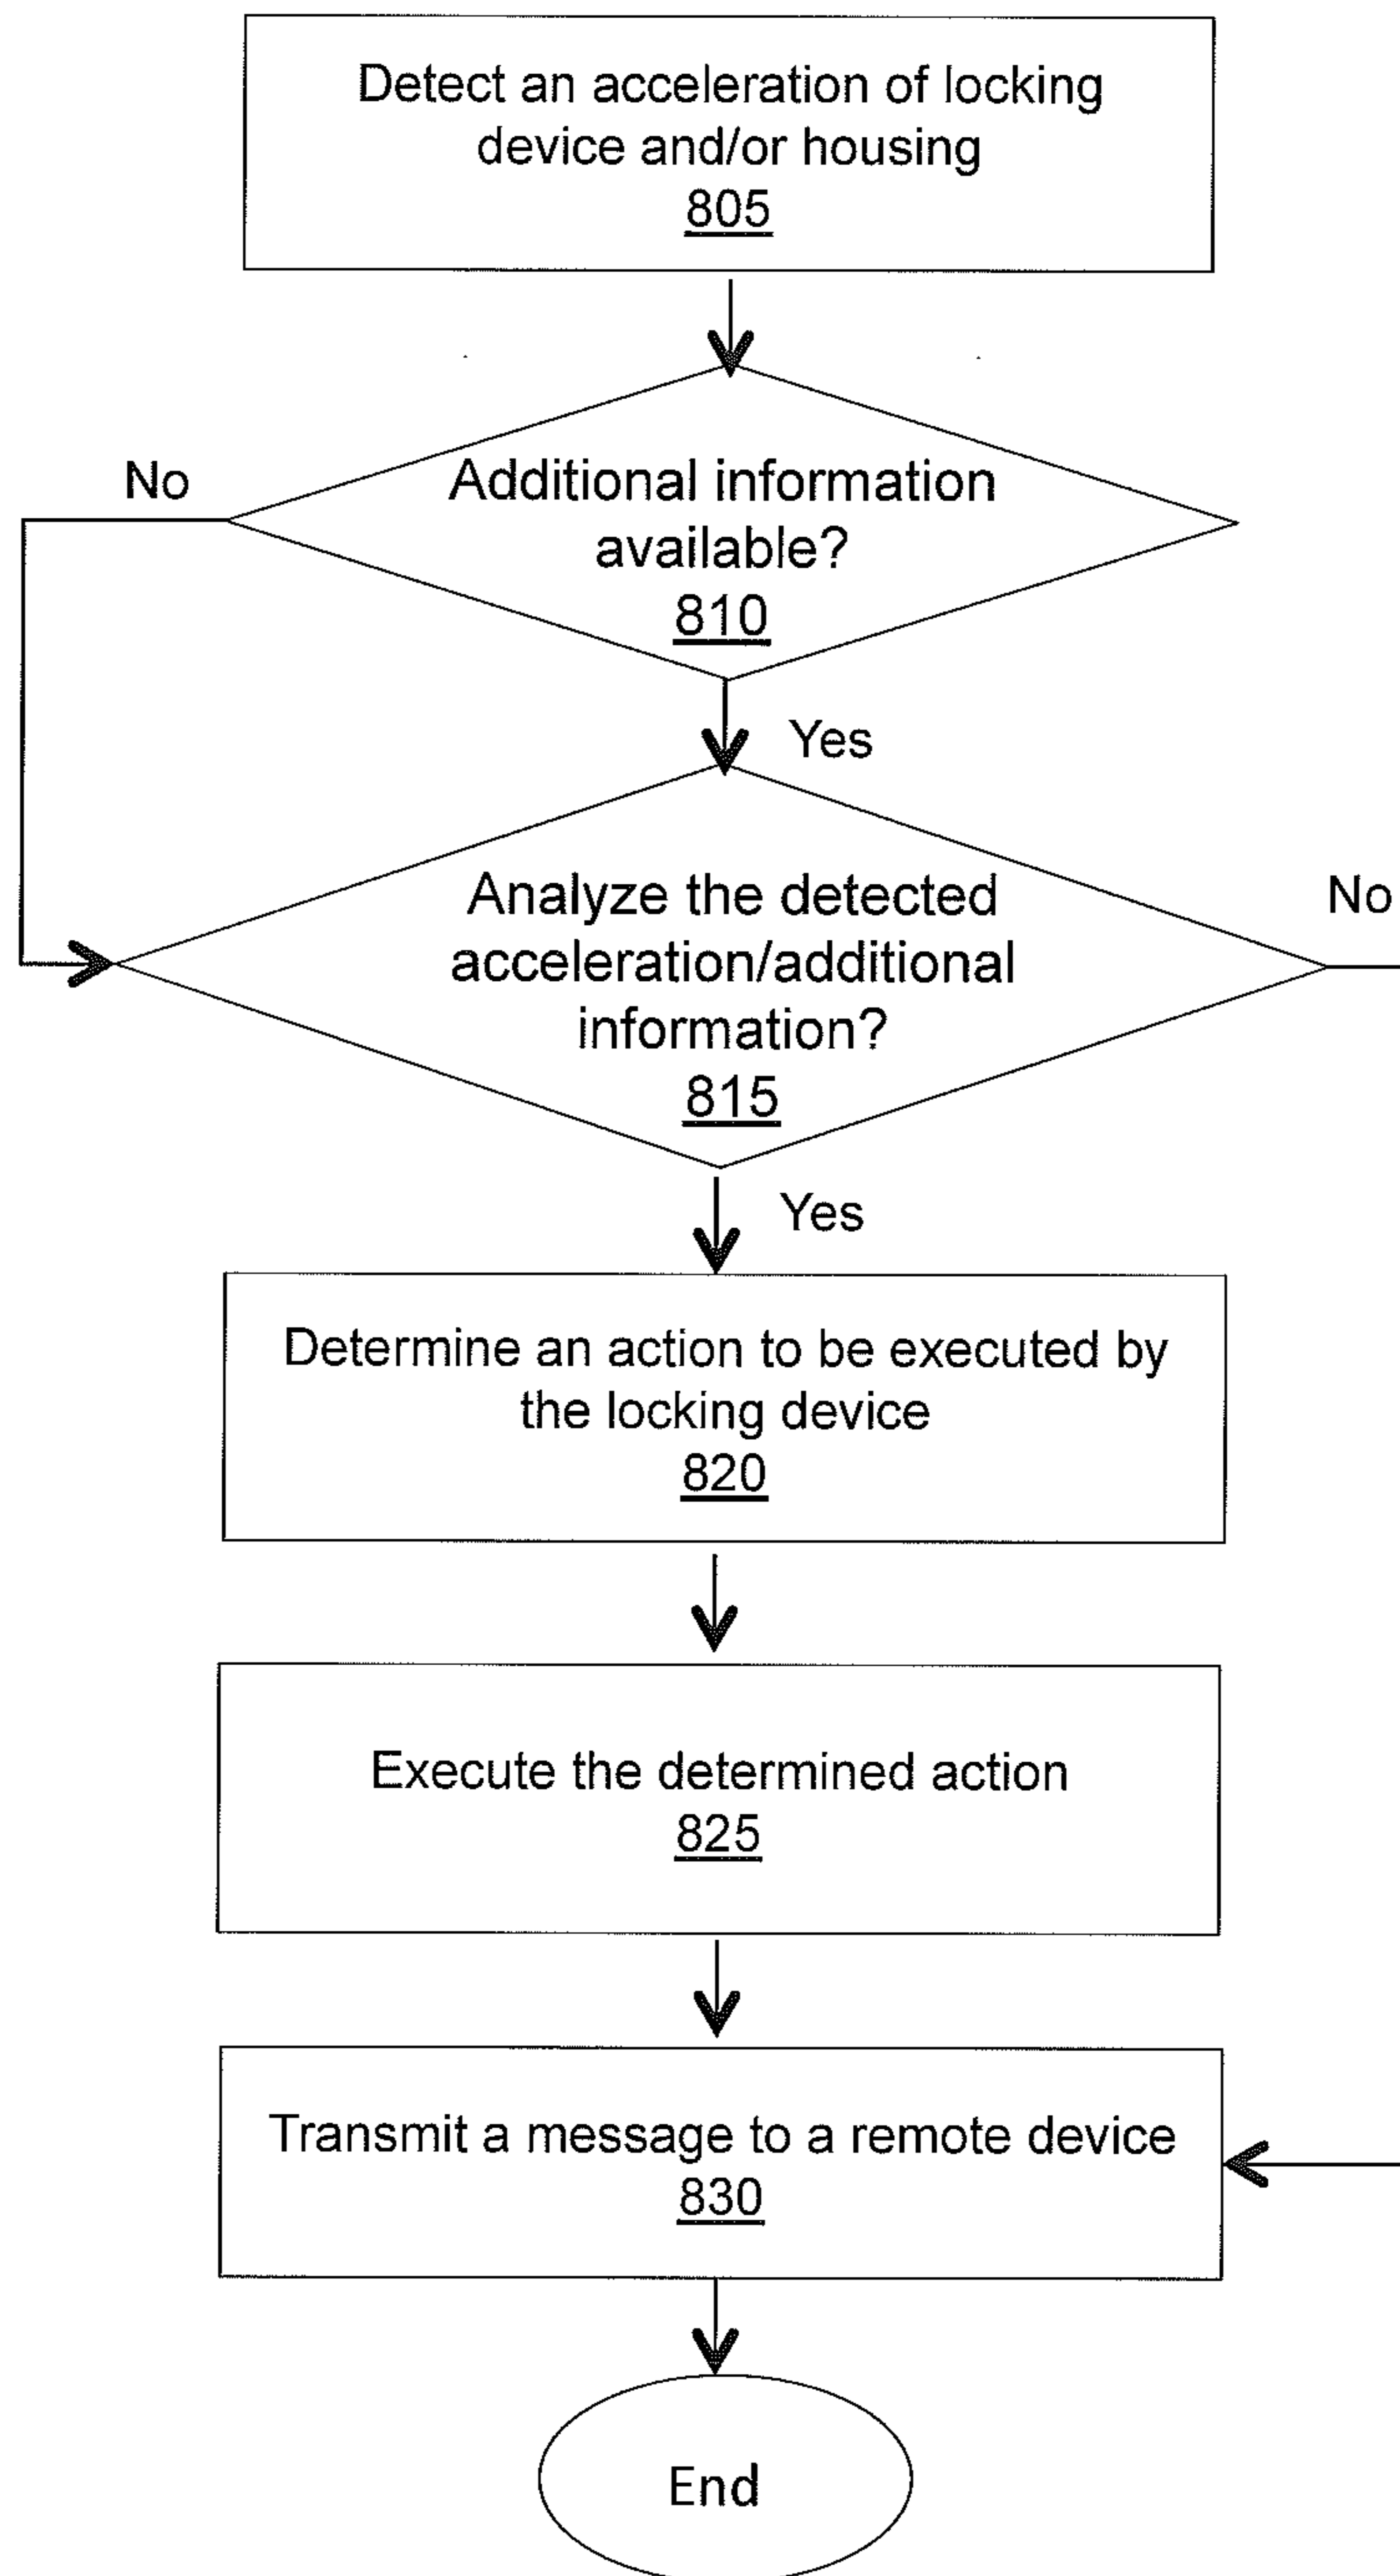 Detect an acceleration of locking
device and/or housing
805
No
Additional information
available?
810
Yes
Analyze the detected
acceleration/additional
information?
815
No
Yes
Determine an action to be executed by
the locking device
820
Execute the determined action
825
Transmit a message to a remote device
830
End